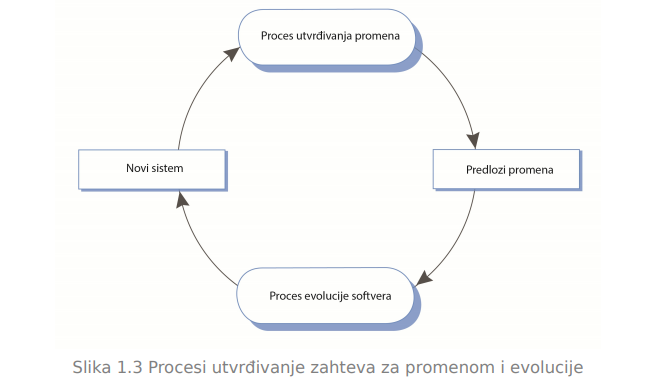 Proces utvrđivanja promena
Novi sistem
Predlozi promena
Proces evolucije softvera
Slika 1.3 Procesi utvrđivanje zahteva za promenom i evolucije